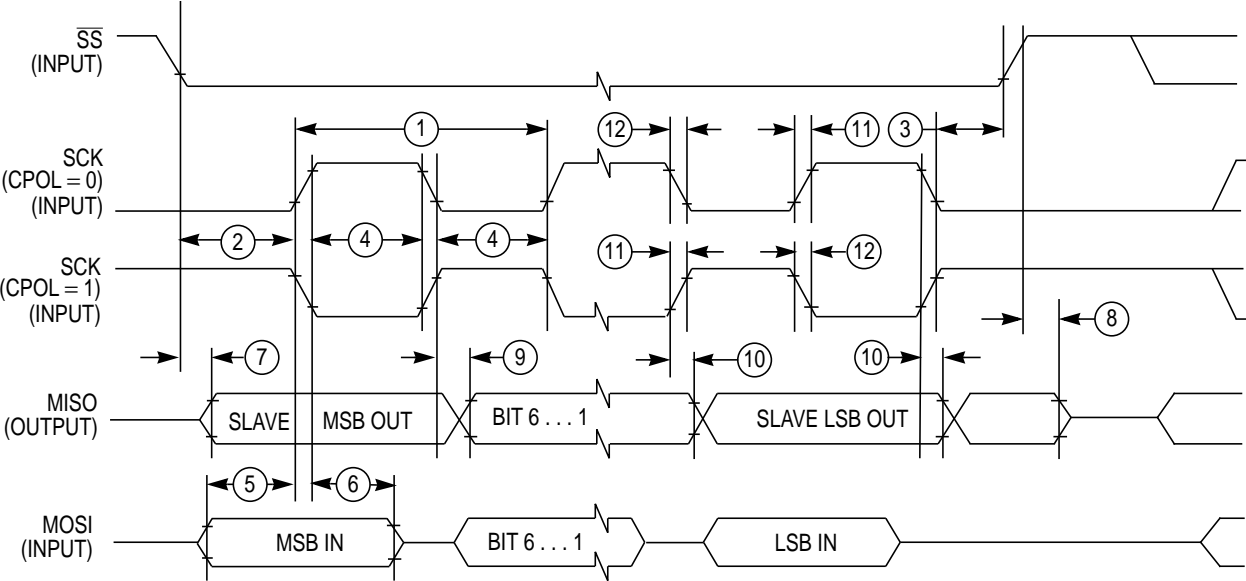 SS
(INPUT)
1
12
11
3
SCK
(CPOL = 0)
(INPUT)
2
4
4
11
12
SCK
(CPOL = 1)
(INPUT)
8
7
9
10
10
MISO
(OUTPUT)
SLAVE MSB OUT
BIT 6 . . . 1
SLAVE LSB OUT
5
6
MOSI
(INPUT)
MSB IN
BIT 6 . . . 1
LSB IN